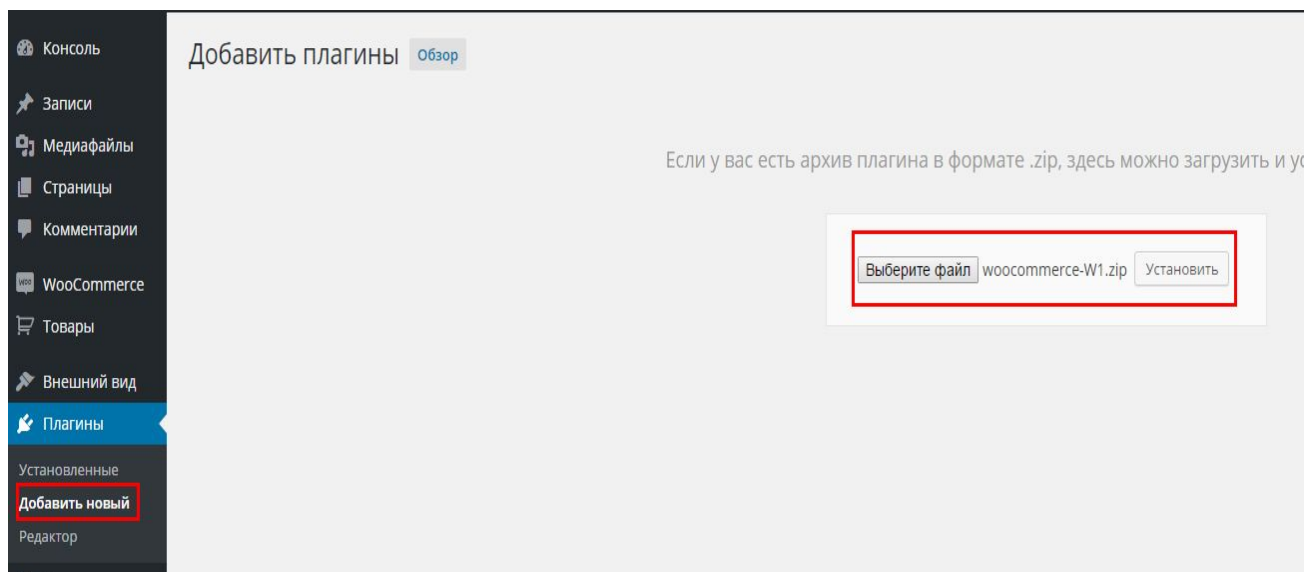 Консоль
Записи
Медиафайлы
Страницы
Комментарии
woo WooCommerce
Товары
Внешний вид
Плагины
Установленные
Добавить новый
Редактор
Добавить плагины Обзор
Если у вас есть архив плагина в формате .zip, здесь можно загрузить и ус
Выберите файл woocommerce-W1.zip Установить